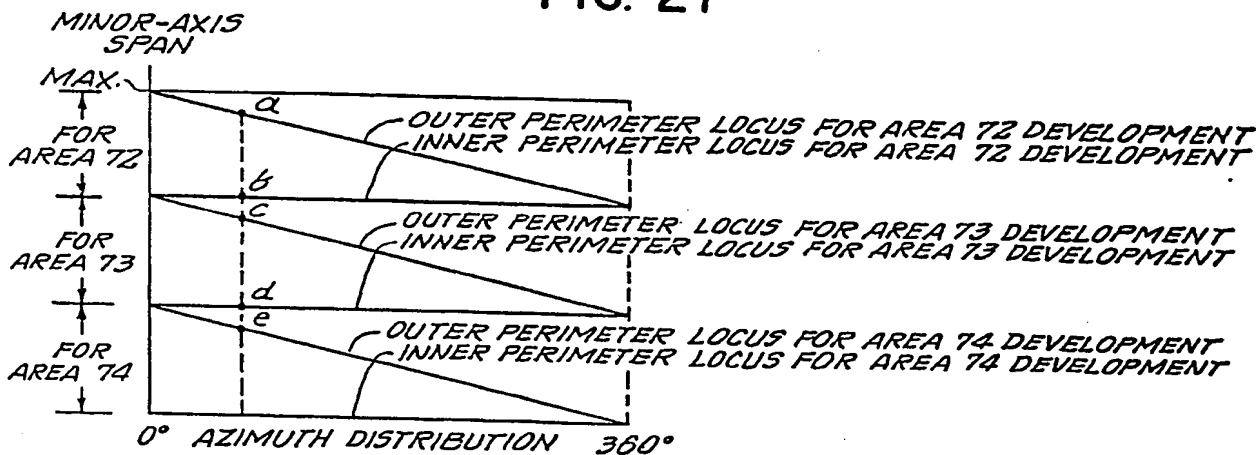 MINOR-AXIS
SPAN
MAX.
a
OUTER PERIMETER LOCUS FOR AREA 72 DEVELOPMENT
INNER PERIMETER LOCUS FOR AREA 72 DEVELOPMENT
FOR
AREA 72
b
c
OUTER PERIMETER LOCUS FOR AREA 73 DEVELOPMENT
INNER PERIMETER LOCUS FOR AREA 73 DEVELOPMENT
FOR
AREA 73
d
e
OUTER PERIMETER LOCUS FOR AREA 74 DEVELOPMENT
INNER PERIMETER LOCUS FOR AREA 74 DEVELOPMENT
FOR
AREA 74
0° AZIMUTH DISTRIBUTION 360°